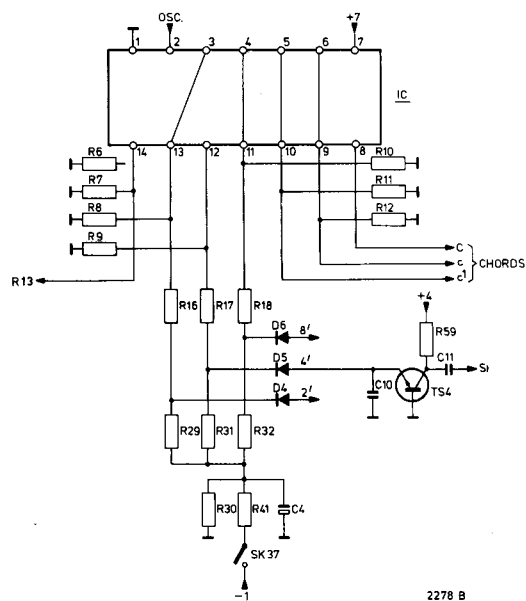 OSC. +7
1 2 3 4 5 6 7
IC
14 13 12 11 10 9 8
R6 R10
R7 R11
R8 R12
R9
C
c CHORDS
c1
R13
+4
R16 R17 R18
R59
D6 8'
C11
D5 4'
S
C10 TS4
D4 2'
R29 R31 R32
R30 R41 C4
SK37
-1
2278 B